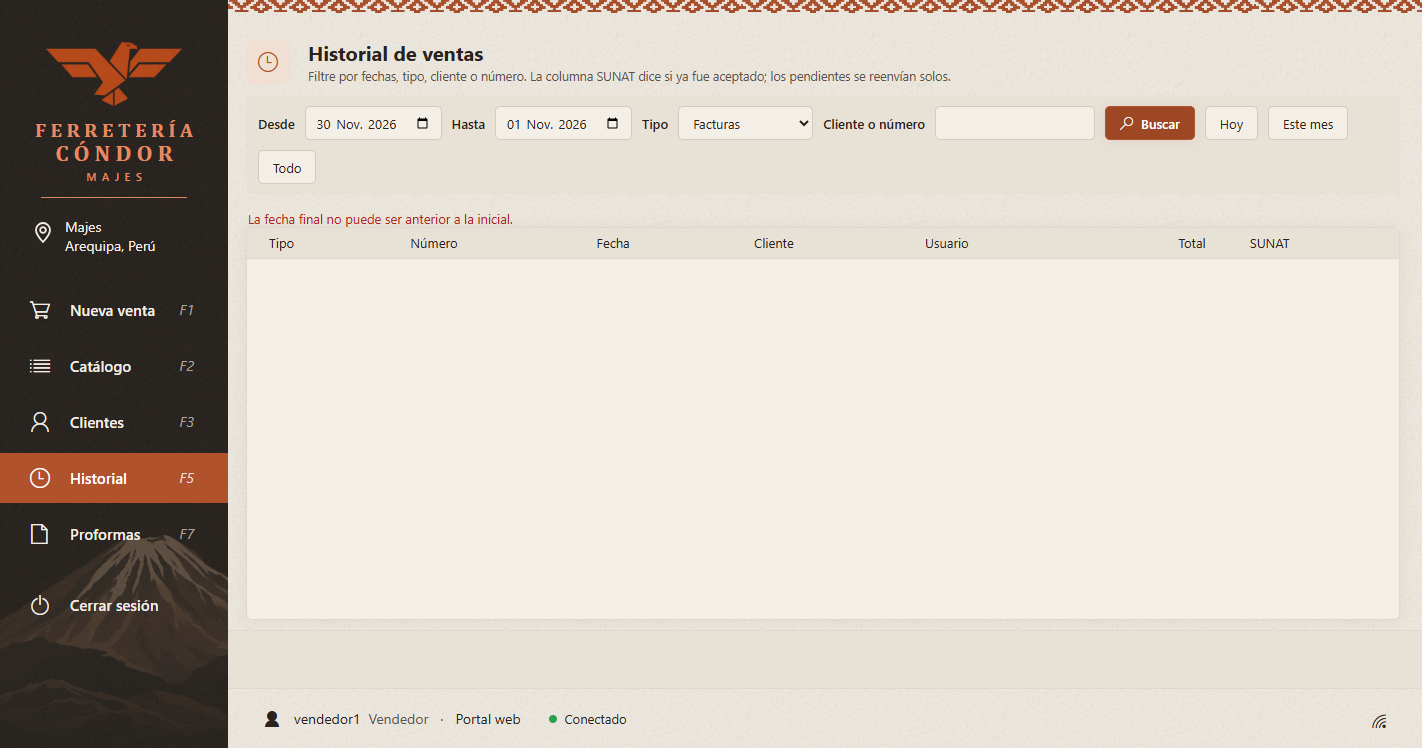 FERRETERÍA
CÓNDOR
MAJES
Majes
Arequipa, Perú
Nueva venta F1
Catálogo F2
Clientes F3
Historial F5
Proformas F7
Cerrar sesión
Historial de ventas
Filtre por fechas, tipo, cliente o número. La columna SUNAT dice si ya fue aceptado; los pendientes se reenvían solos.
Desde 30 Nov. 2026 Hasta 01 Nov. 2026 Tipo Facturas Cliente o número Buscar Hoy Este mes
Todo
La fecha final no puede ser anterior a la inicial.
Tipo Número Fecha Cliente Usuario Total SUNAT
vendedor1 Vendedor · Portal web Conectado